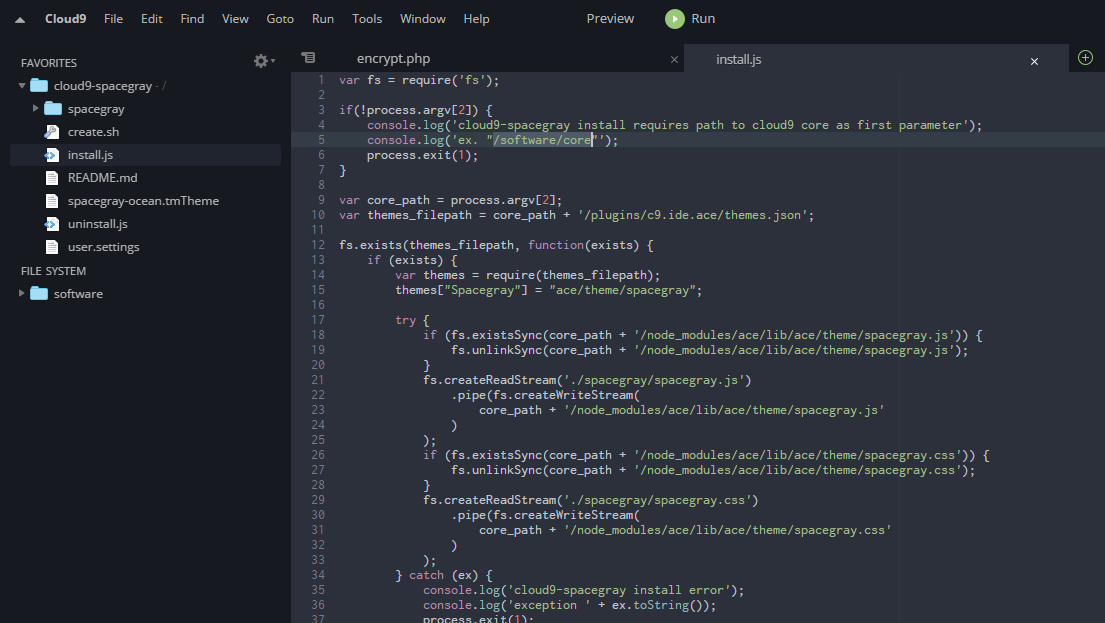 Cloud9 File Edit Find View Goto Run Tools Window Help Preview Run
FAVORITES
cloud9-spacegray - /
spacegray
create.sh
install.js
README.md
spacegray-ocean.tmTheme
uninstall.js
user.settings
FILE SYSTEM
software
encrypt.php × install.js ×
1 var fs = require('fs');
2
3 if(!process.argv[2]) {
4 console.log('cloud9-spacegray install requires path to cloud9 core as first parameter');
5 console.log('ex. "/software/core"');
6 process.exit(1);
7 }
8
9 var core_path = process.argv[2];
10 var themes_filepath = core_path + '/plugins/c9.ide.ace/themes.json';
11
12 fs.exists(themes_filepath, function(exists) {
13 if (exists) {
14 var themes = require(themes_filepath);
15 themes["Spacegray"] = "ace/theme/spacegray";
16
17 try {
18 if (fs.existsSync(core_path + '/node_modules/ace/lib/ace/theme/spacegray.js')) {
19 fs.unlinkSync(core_path + '/node_modules/ace/lib/ace/theme/spacegray.js');
20 }
21 fs.createReadStream('./spacegray/spacegray.js')
22 .pipe(fs.createWriteStream(
23 core_path + '/node_modules/ace/lib/ace/theme/spacegray.js'
24 )
25 );
26 if (fs.existsSync(core_path + '/node_modules/ace/lib/ace/theme/spacegray.css')) {
27 fs.unlinkSync(core_path + '/node_modules/ace/lib/ace/theme/spacegray.css');
28 }
29 fs.createReadStream('./spacegray/spacegray.css')
30 .pipe(fs.createWriteStream(
31 core_path + '/node_modules/ace/lib/ace/theme/spacegray.css'
32 )
33 );
34 } catch (ex) {
35 console.log('cloud9-spacegray install error');
36 console.log('exception ' + ex.toString());
37 process.exit(1);